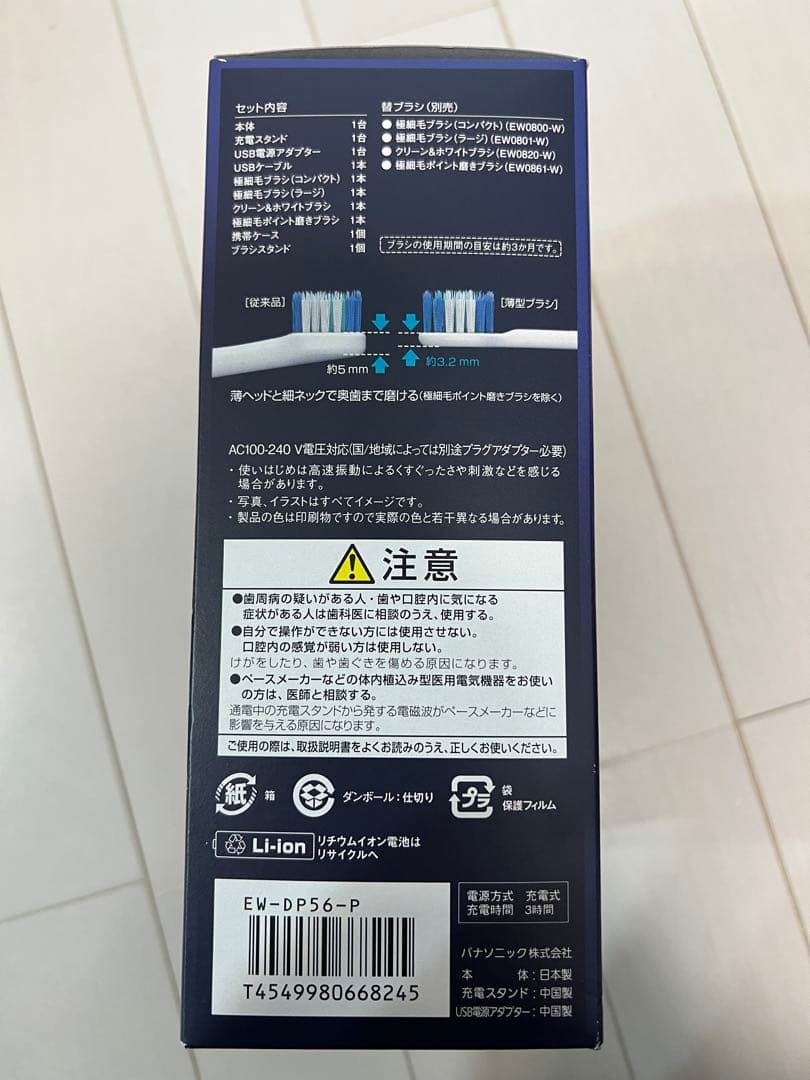 セット内容
本体 1台
充電スタンド 1台
USB電源アダプター 1台
USBケーブル 1本
極細毛ブラシ(コンパクト) 1本
極細毛ブラシ(ラージ) 1本
クリーン&ホワイトブラシ 1本
極細毛ポイント磨きブラシ 1本
携帯ケース 1個
ブラシスタンド 1個
替ブラシ(別売)
●極細毛ブラシ(コンパクト)(EW0800-W)
●極細毛ブラシ(ラージ)(EW0801-W)
●クリーン&ホワイトブラシ(EW0820-W)
●極細毛ポイント磨きブラシ(EW0861-W)
ブラシの使用期間の目安は約3か月です。
[従来品]
[薄型ブラシ]
約5mm
約3.2mm
薄ヘッドと細ネックで奥歯まで磨ける(極細毛ポイント磨きブラシを除く)
AC100-240 V電圧対応(国/地域によっては別途プラグアダプター必要)
・使いはじめは高速振動によるくすぐったさや刺激などを感じる
場合があります。
・写真、イラストはすべてイメージです。
・製品の色は印刷物ですので実際の色と若干異なる場合があります。
注意
●歯周病の疑いがある人・歯や口腔内に気になる
症状がある人は歯科医に相談のうえ、使用する。
●自分で操作ができない方には使用させない。
口腔内の感覚が弱い方は使用しない。
けがをしたり、歯や歯ぐきを傷める原因になります。
●ペースメーカーなどの体内植込み型医用電気機器をお使い
の方は、医師と相談する。
通電中の充電スタンドから発する電磁波がペースメーカーなどに
影響を与える原因になります。
ご使用の際は、取扱説明書をよくお読みのうえ、正しくお使いください。
紙 箱
ダンボール:仕切り
プラ 袋
保護フィルム
Li-ion リチウムイオン電池は
リサイクルへ
EW-DP56-P
T4549980668245
電源方式 充電式
充電時間 3時間
パナソニック株式会社
本体:日本製
充電スタンド:中国製
USB電源アダプター:中国製